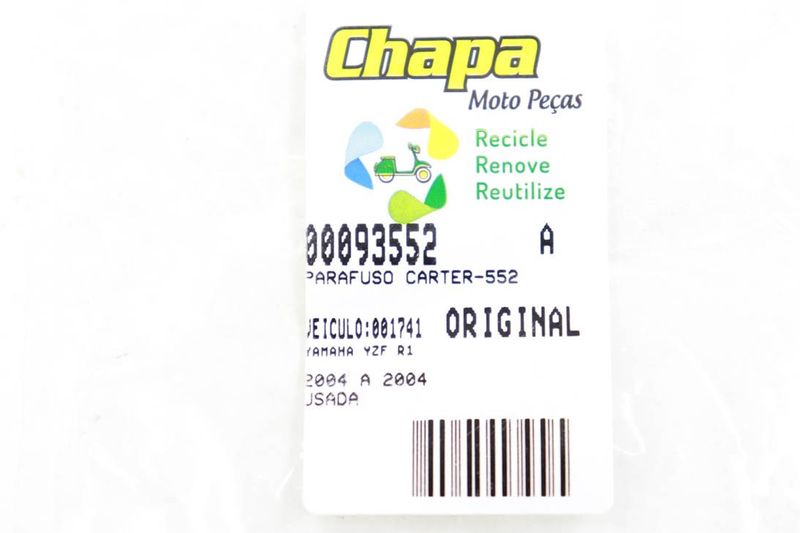 Chapa
Moto Peças
Recicle
Renove
Reutilize
00093552 A
PARAFUSO CARTER-552
VEICULO:001741 ORIGINAL
YAMAHA YZF R1
2004 A 2004
USADA